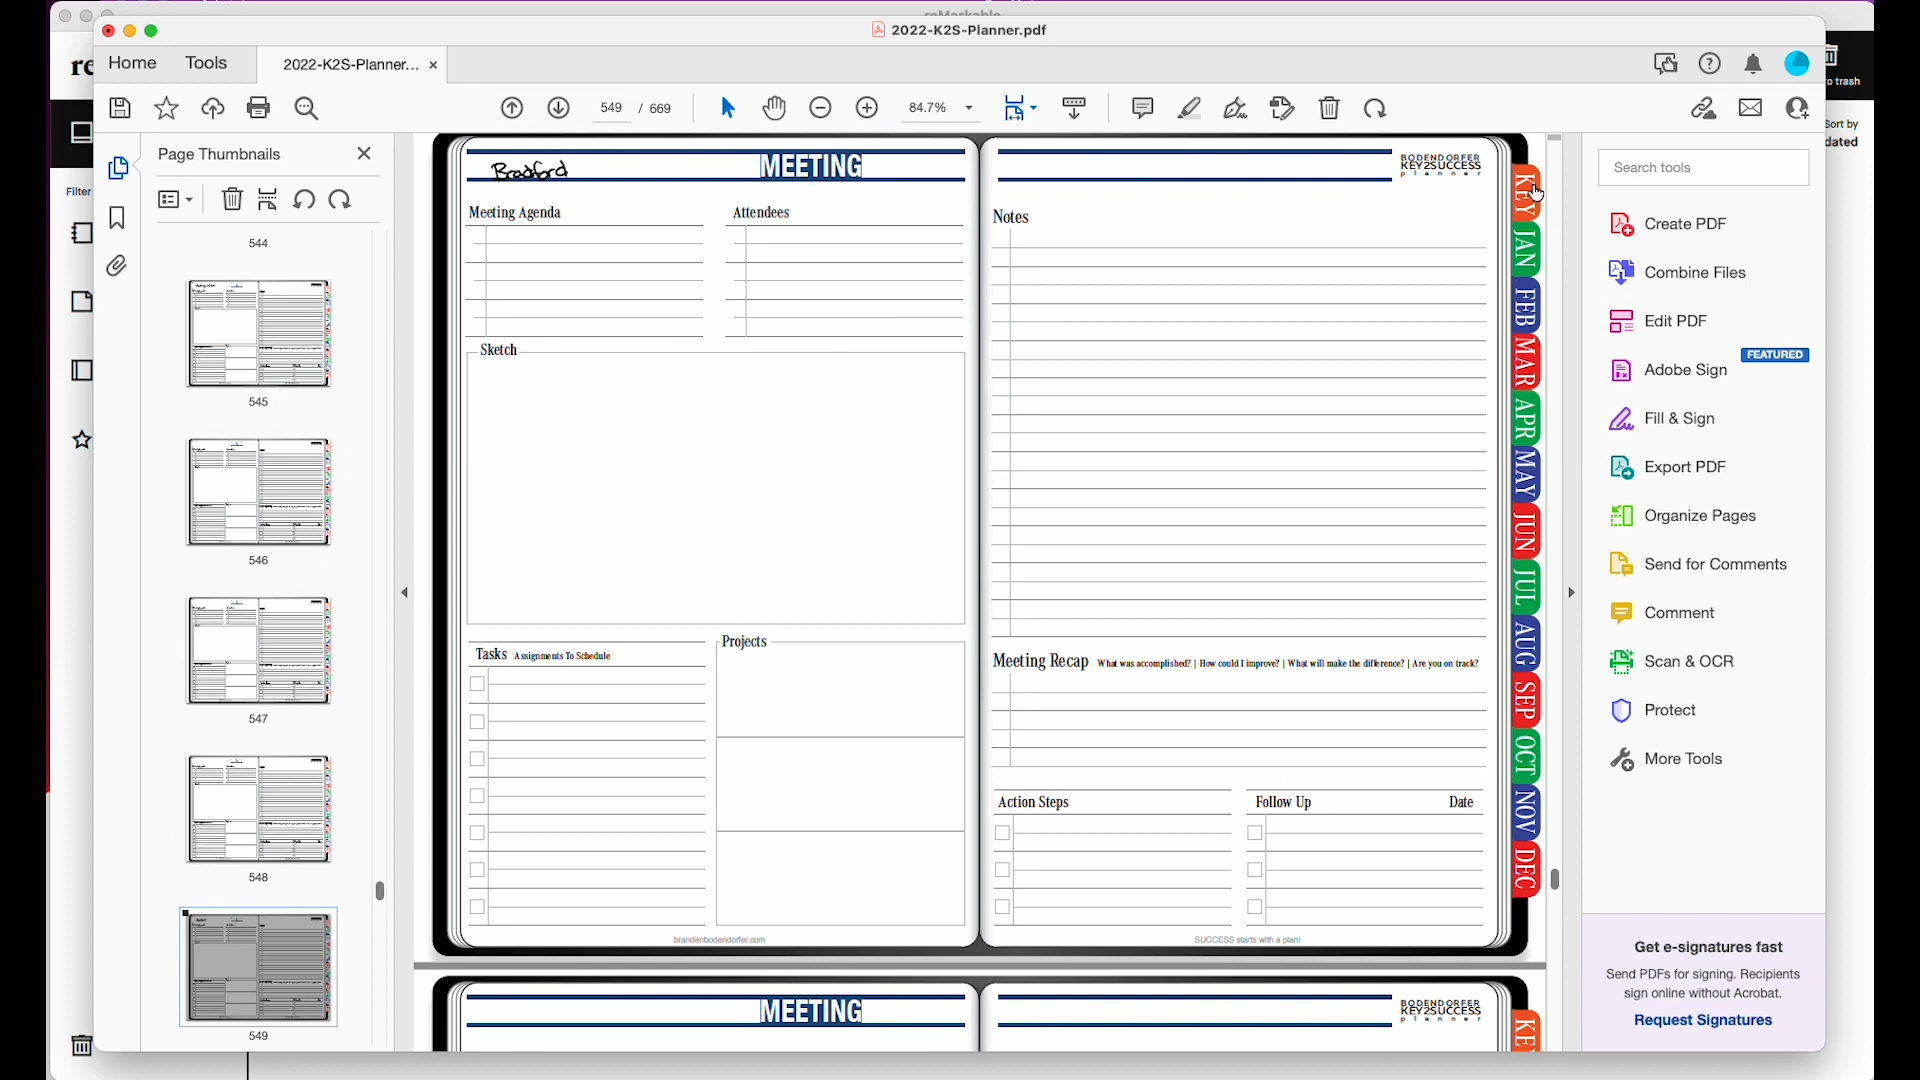 reMarkable
2022-K2S-Planner.pdf
Home
Tools
2022-K2S-Planner...
re
to trash
549 / 669
84.7%
Sort by
dated
Filter
Page Thumbnails
544
545
546
547
548
549
Bradford
MEETING
BODENDORFER
KEY2SUCCESS
planner
Meeting Agenda
Attendees
Notes
Sketch
Tasks Assignments To Schedule
Projects
Meeting Recap What was accomplished? | How could I improve? | What will make the difference? | Are you on track?
Action Steps
Follow Up
Date
brandenbodendorfer.com
SUCCESS starts with a plan!
KEY
JAN
FEB
MAR
APR
MAY
JUN
JUL
AUG
SEP
OCT
NOV
DEC
MEETING
BODENDORFER
KEY2SUCCESS
planner
KE
Search tools
Create PDF
Combine Files
Edit PDF
FEATURED
Adobe Sign
Fill & Sign
Export PDF
Organize Pages
Send for Comments
Comment
Scan & OCR
Protect
More Tools
Get e-signatures fast
Send PDFs for signing. Recipients
sign online without Acrobat.
Request Signatures